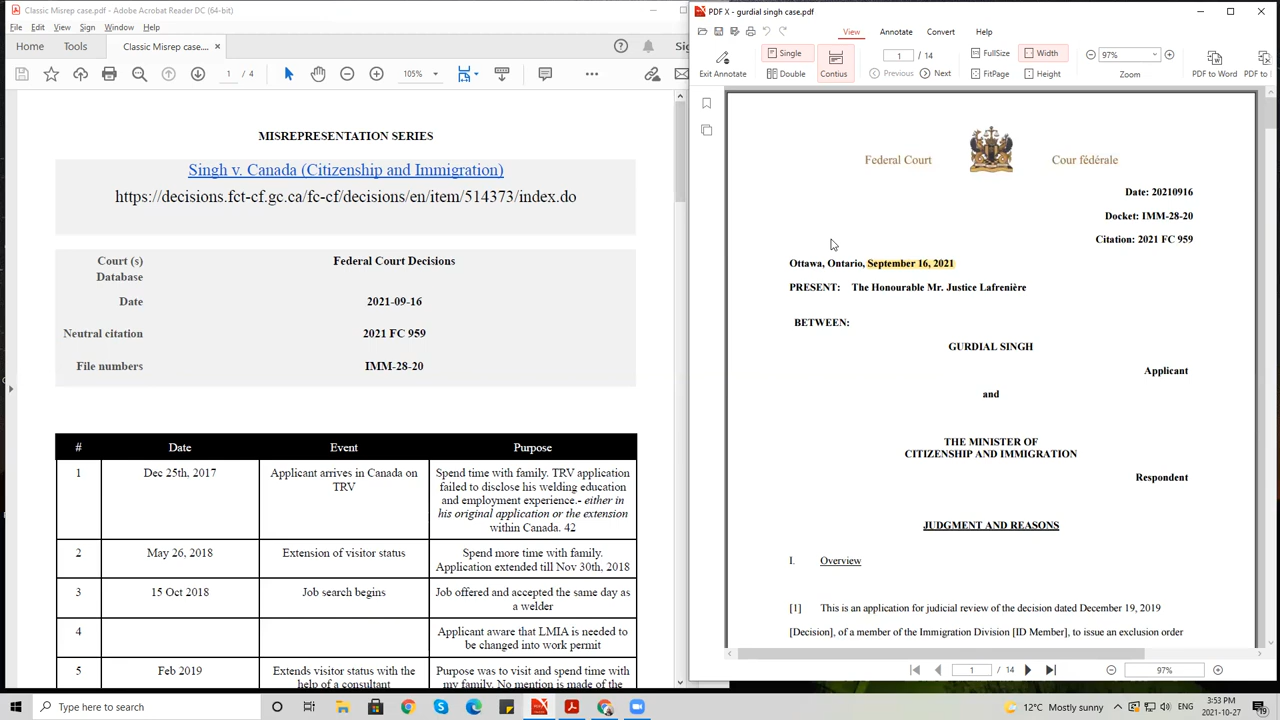 Classic Misrep case.pdf - Adobe Acrobat Reader DC (64-bit)
File Edit View Sign Window Help
Home Tools Classic Misrep case.... ×
1 / 4 105%
MISREPRESENTATION SERIES
Singh v. Canada (Citizenship and Immigration)
https://decisions.fct-cf.gc.ca/fc-cf/decisions/en/item/514373/index.do
Court (s) Database Federal Court Decisions
Date 2021-09-16
Neutral citation 2021 FC 959
File numbers IMM-28-20
# Date Event Purpose
1 Dec 25th, 2017 Applicant arrives in Canada on TRV Spend time with family. TRV application failed to disclose his welding education and employment experience.- either in his original application or the extension within Canada. 42
2 May 26, 2018 Extension of visitor status Spend more time with family. Application extended till Nov 30th, 2018
3 15 Oct 2018 Job search begins Job offered and accepted the same day as a welder
4 Applicant aware that LMIA is needed to be changed into work permit
5 Feb 2019 Extends visitor status with the help of a consultant Purpose was to visit and spend time with my family. No mention is made of the
PDF X - gurdial singh case.pdf
View Annotate Convert Help
Exit Annotate
Single
Double
Contius
1 / 14
Previous Next
FullSize
FitPage
Width
Height
97%
Zoom
PDF to Word
PDF to
Federal Court Cour fédérale
Date: 20210916
Docket: IMM-28-20
Citation: 2021 FC 959
Ottawa, Ontario, September 16, 2021
PRESENT: The Honourable Mr. Justice Lafrenière
BETWEEN:
GURDIAL SINGH
Applicant
and
THE MINISTER OF
CITIZENSHIP AND IMMIGRATION
Respondent
JUDGMENT AND REASONS
I. Overview
[1] This is an application for judicial review of the decision dated December 19, 2019
[Decision], of a member of the Immigration Division [ID Member], to issue an exclusion order
1 / 14 97%
Type here to search
12°C Mostly sunny
ENG
3:53 PM
2021-10-27
19